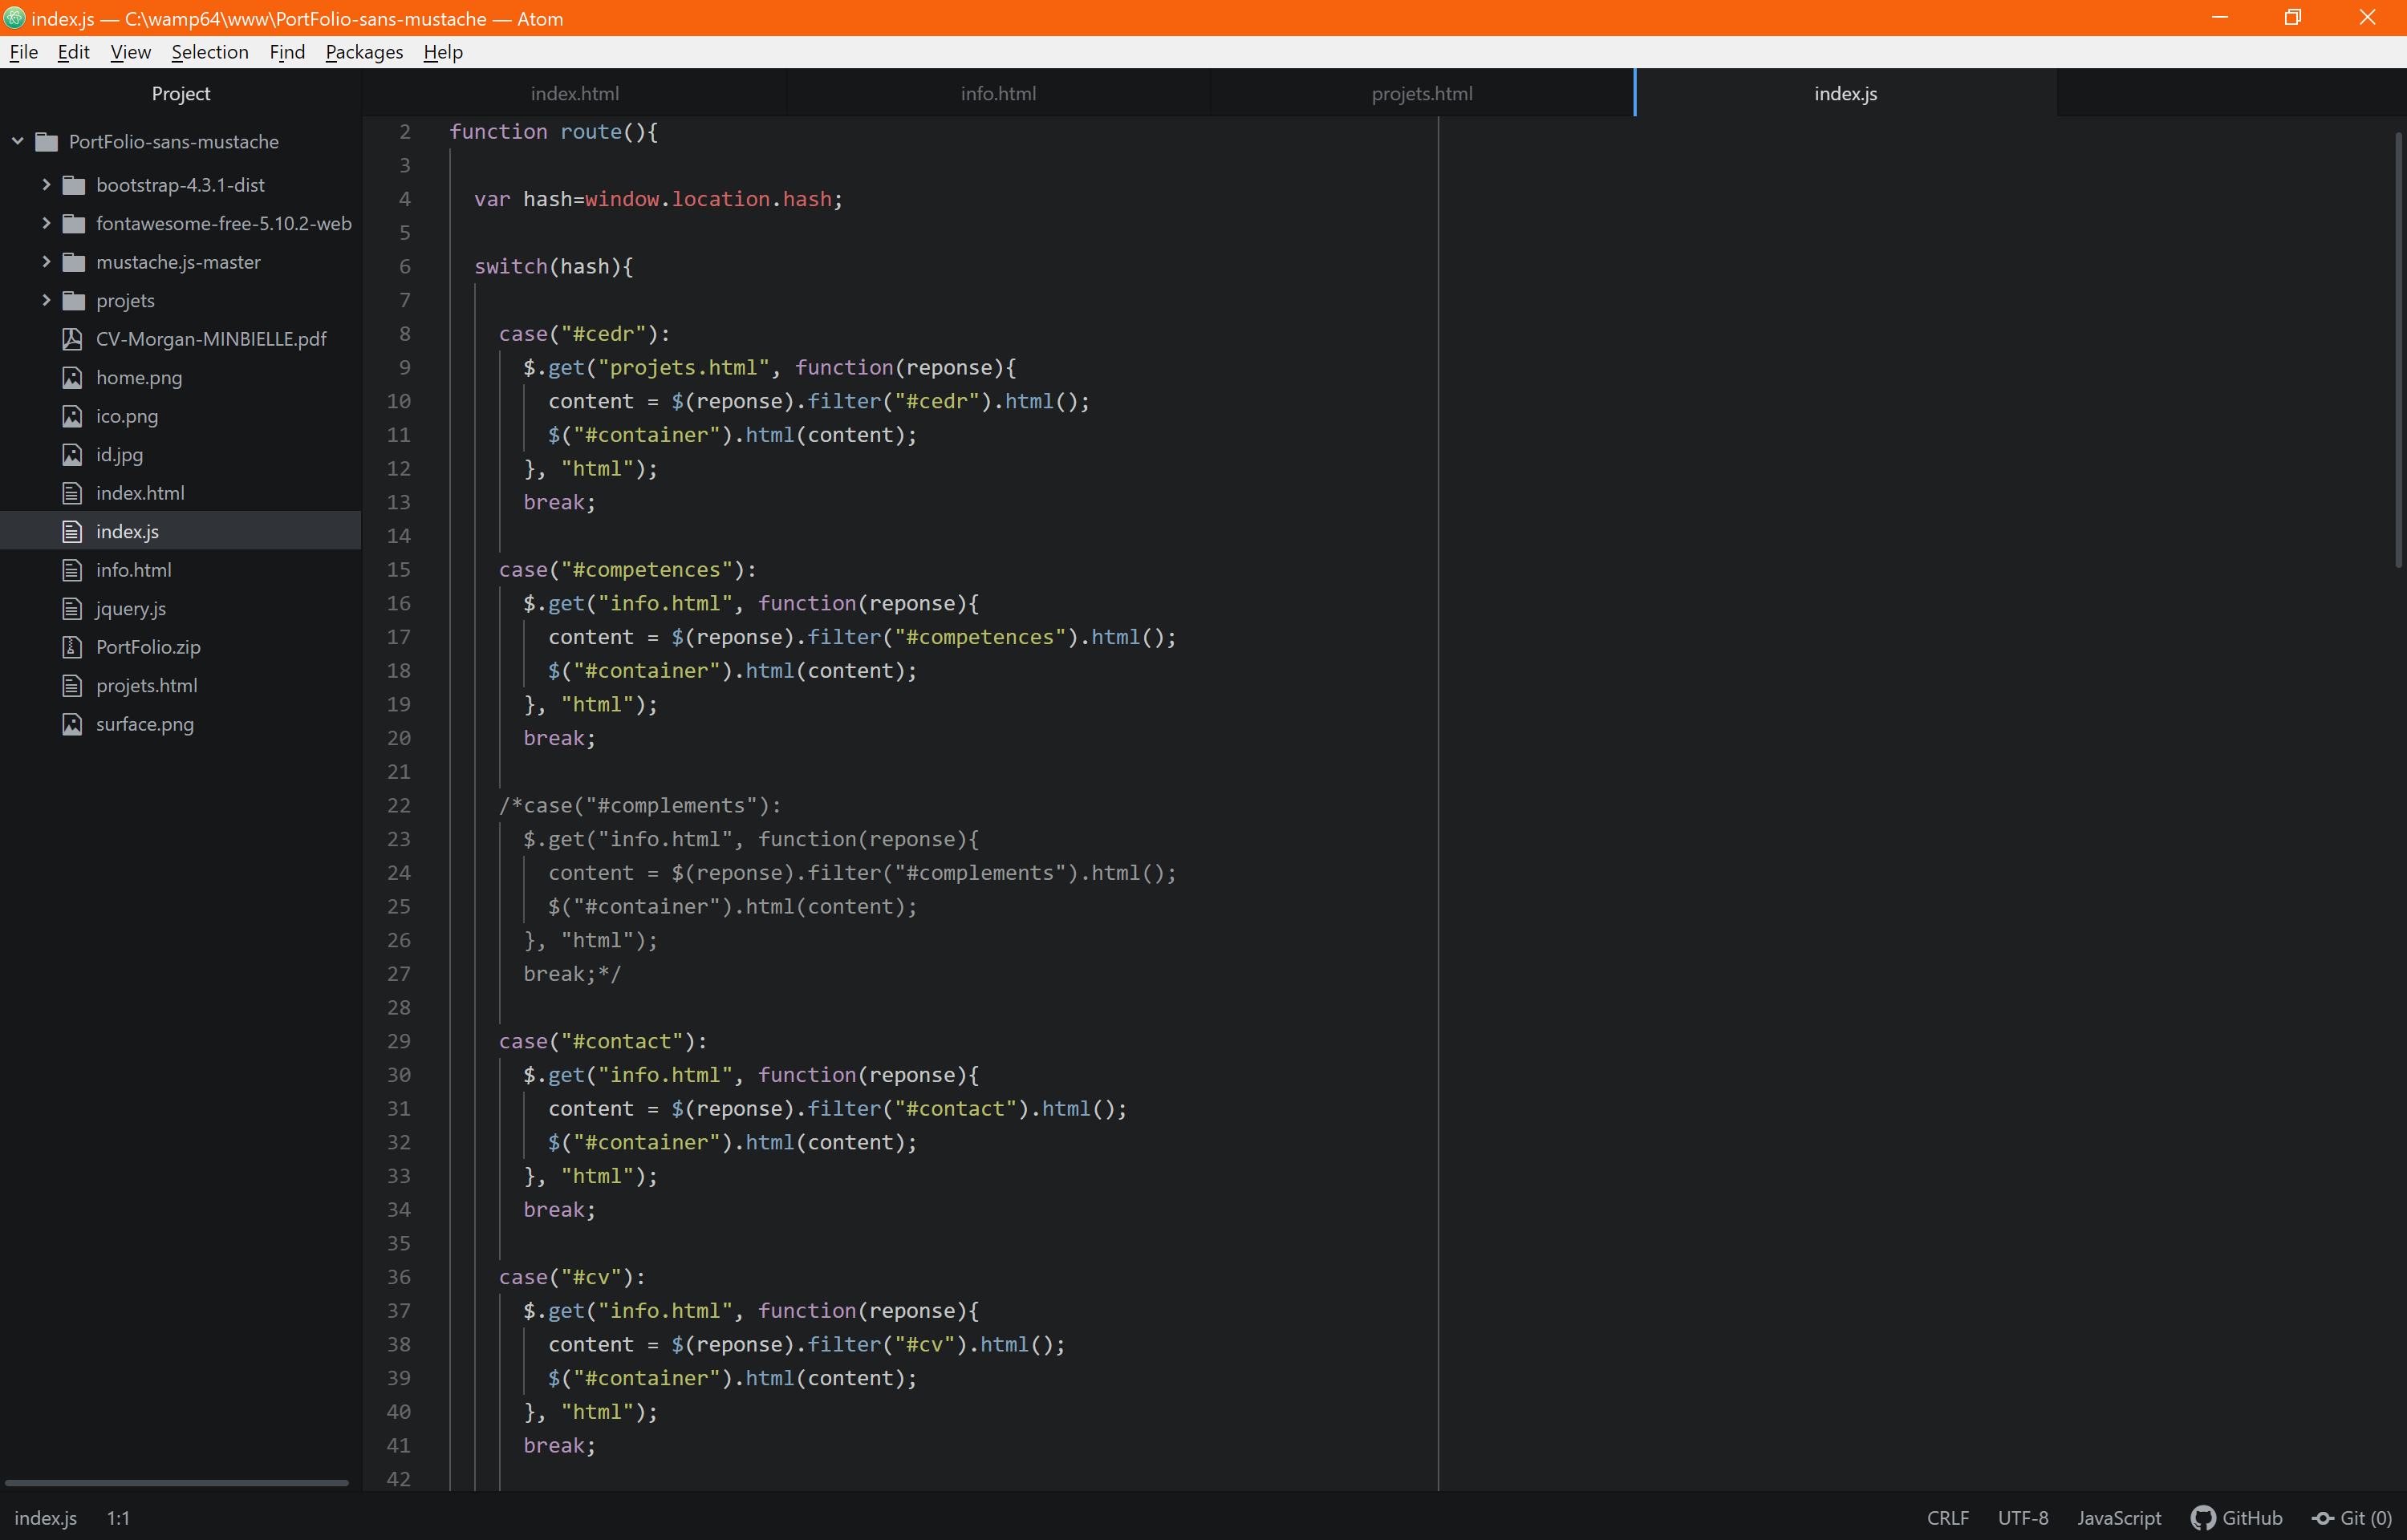 index.js — C:\wamp64\www\PortFolio-sans-mustache — Atom
File Edit View Selection Find Packages Help
Project
PortFolio-sans-mustache
bootstrap-4.3.1-dist
fontawesome-free-5.10.2-web
mustache.js-master
projets
CV-Morgan-MINBIELLE.pdf
home.png
ico.png
id.jpg
index.html
index.js
info.html
jquery.js
PortFolio.zip
projets.html
surface.png
index.html info.html projets.html index.js
2 function route(){
3
4 var hash=window.location.hash;
5
6 switch(hash){
7
8 case("#cedr"):
9 $.get("projets.html", function(reponse){
10 content = $(reponse).filter("#cedr").html();
11 $("#container").html(content);
12 }, "html");
13 break;
14
15 case("#competences"):
16 $.get("info.html", function(reponse){
17 content = $(reponse).filter("#competences").html();
18 $("#container").html(content);
19 }, "html");
20 break;
21
22 /*case("#complements"):
23 $.get("info.html", function(reponse){
24 content = $(reponse).filter("#complements").html();
25 $("#container").html(content);
26 }, "html");
27 break;*/
28
29 case("#contact"):
30 $.get("info.html", function(reponse){
31 content = $(reponse).filter("#contact").html();
32 $("#container").html(content);
33 }, "html");
34 break;
35
36 case("#cv"):
37 $.get("info.html", function(reponse){
38 content = $(reponse).filter("#cv").html();
39 $("#container").html(content);
40 }, "html");
41 break;
42
index.js 1:1 CRLF UTF-8 JavaScript GitHub Git (0)